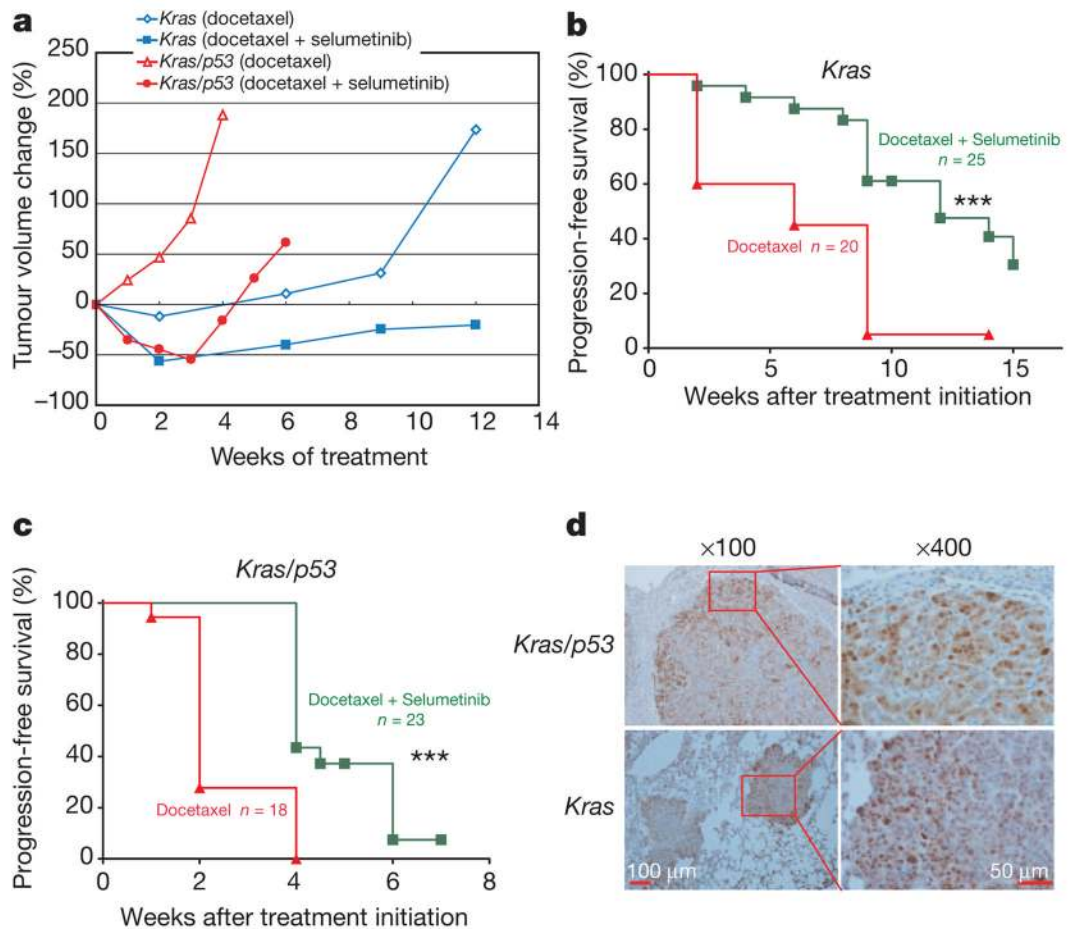 a
Kras (docetaxel)
Kras (docetaxel + selumetinib)
Kras/p53 (docetaxel)
Kras/p53 (docetaxel + selumetinib)
Tumour volume change (%)
250
200
150
100
50
0
−50
−100
0 2 4 6 8 10 12 14
Weeks of treatment
b
Kras
Progression-free survival (%)
100
80
60
40
20
0
Docetaxel + Selumetinib
n = 25
***
Docetaxel n = 20
0 5 10 15
Weeks after treatment initiation
c
Kras/p53
Progression-free survival (%)
100
80
60
40
20
0
Docetaxel + Selumetinib
n = 23
***
Docetaxel n = 18
0 2 4 6 8
Weeks after treatment initiation
d
×100 ×400
Kras/p53
Kras
100 μm 50 μm